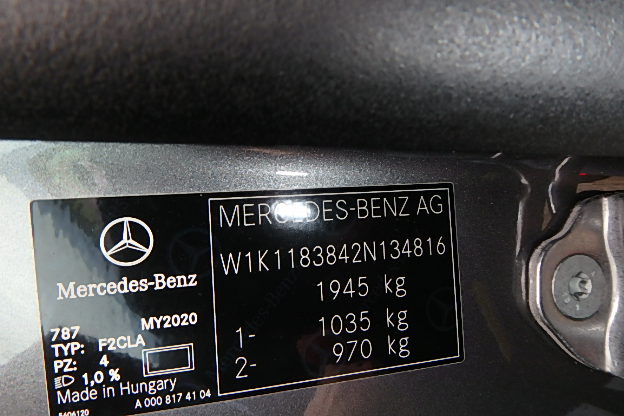 Mercedes-Benz
787 MY2020
TYP: F2CLA
PZ: 4
1,0 %
Made in Hungary
A 000 817 41 04
5606120
MERCEDES-BENZ AG
W1K1183842N134816
1945 kg
1- 1035 kg
2- 970 kg